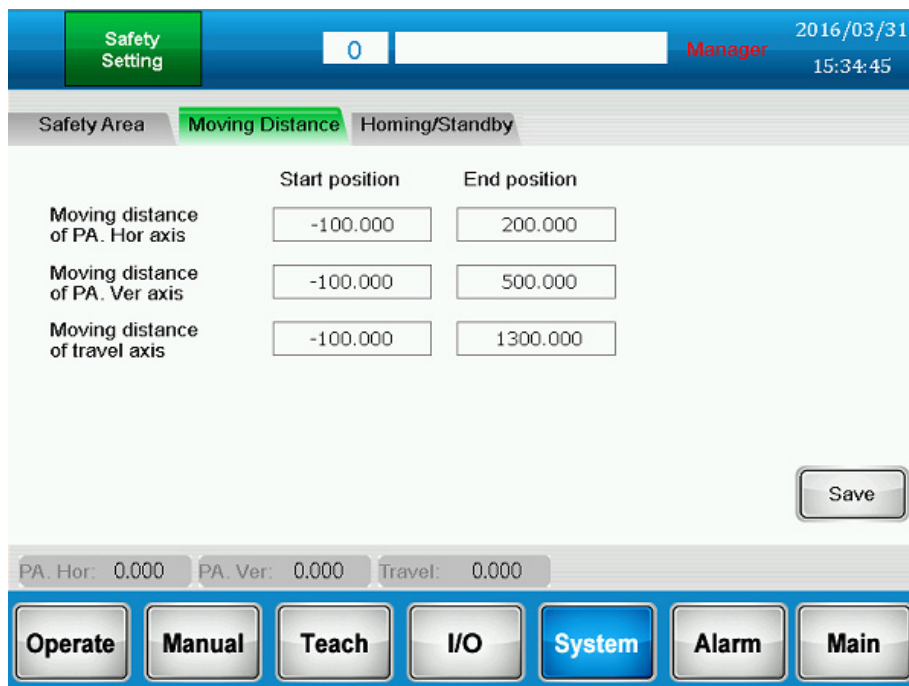 Safety
Setting
0
Manager
2016/03/31
15:34:45
Safety Area
Moving Distance
Homing/Standby
Start position
End position
Moving distance
of PA. Hor axis
-100.000
200.000
Moving distance
of PA. Ver axis
-100.000
500.000
Moving distance
of travel axis
-100.000
1300.000
Save
PA. Hor: 0.000
PA. Ver: 0.000
Travel: 0.000
Operate
Manual
Teach
I/O
System
Alarm
Main